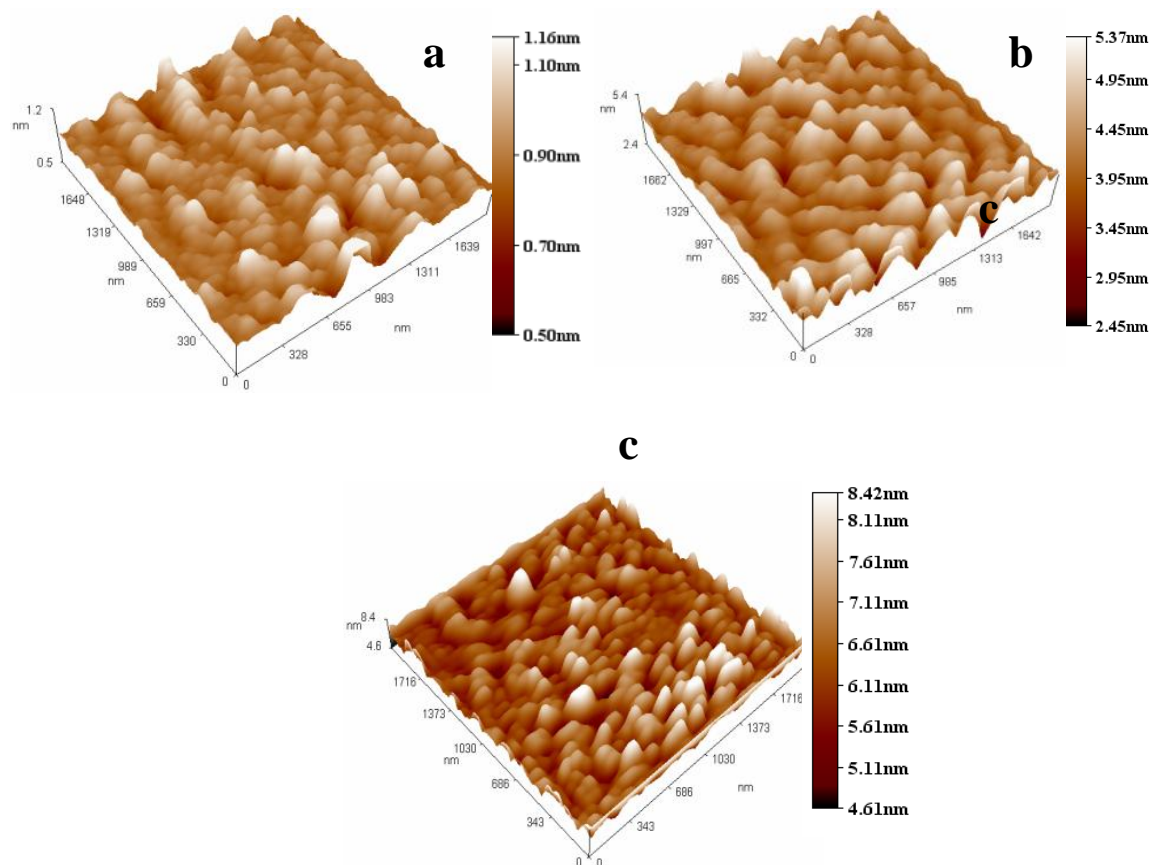 a
1.16nm
1.10nm
0.90nm
0.70nm
0.50nm
1.2
nm
0.5
1648
1319
989
nm
659
330
0
0
328
655
nm
983
1311
1639
b
5.37nm
4.95nm
4.45nm
3.95nm
3.45nm
2.95nm
2.45nm
5.4
nm
2.4
1662
1329
997
nm
665
332
0
0
328
657
nm
985
1313
1642
c
c
8.42nm
8.11nm
7.61nm
7.11nm
6.61nm
6.11nm
5.61nm
5.11nm
4.61nm
8.4
nm
4.6
1716
1373
1030
nm
686
343
0
0
343
686
nm
1030
1373
1716